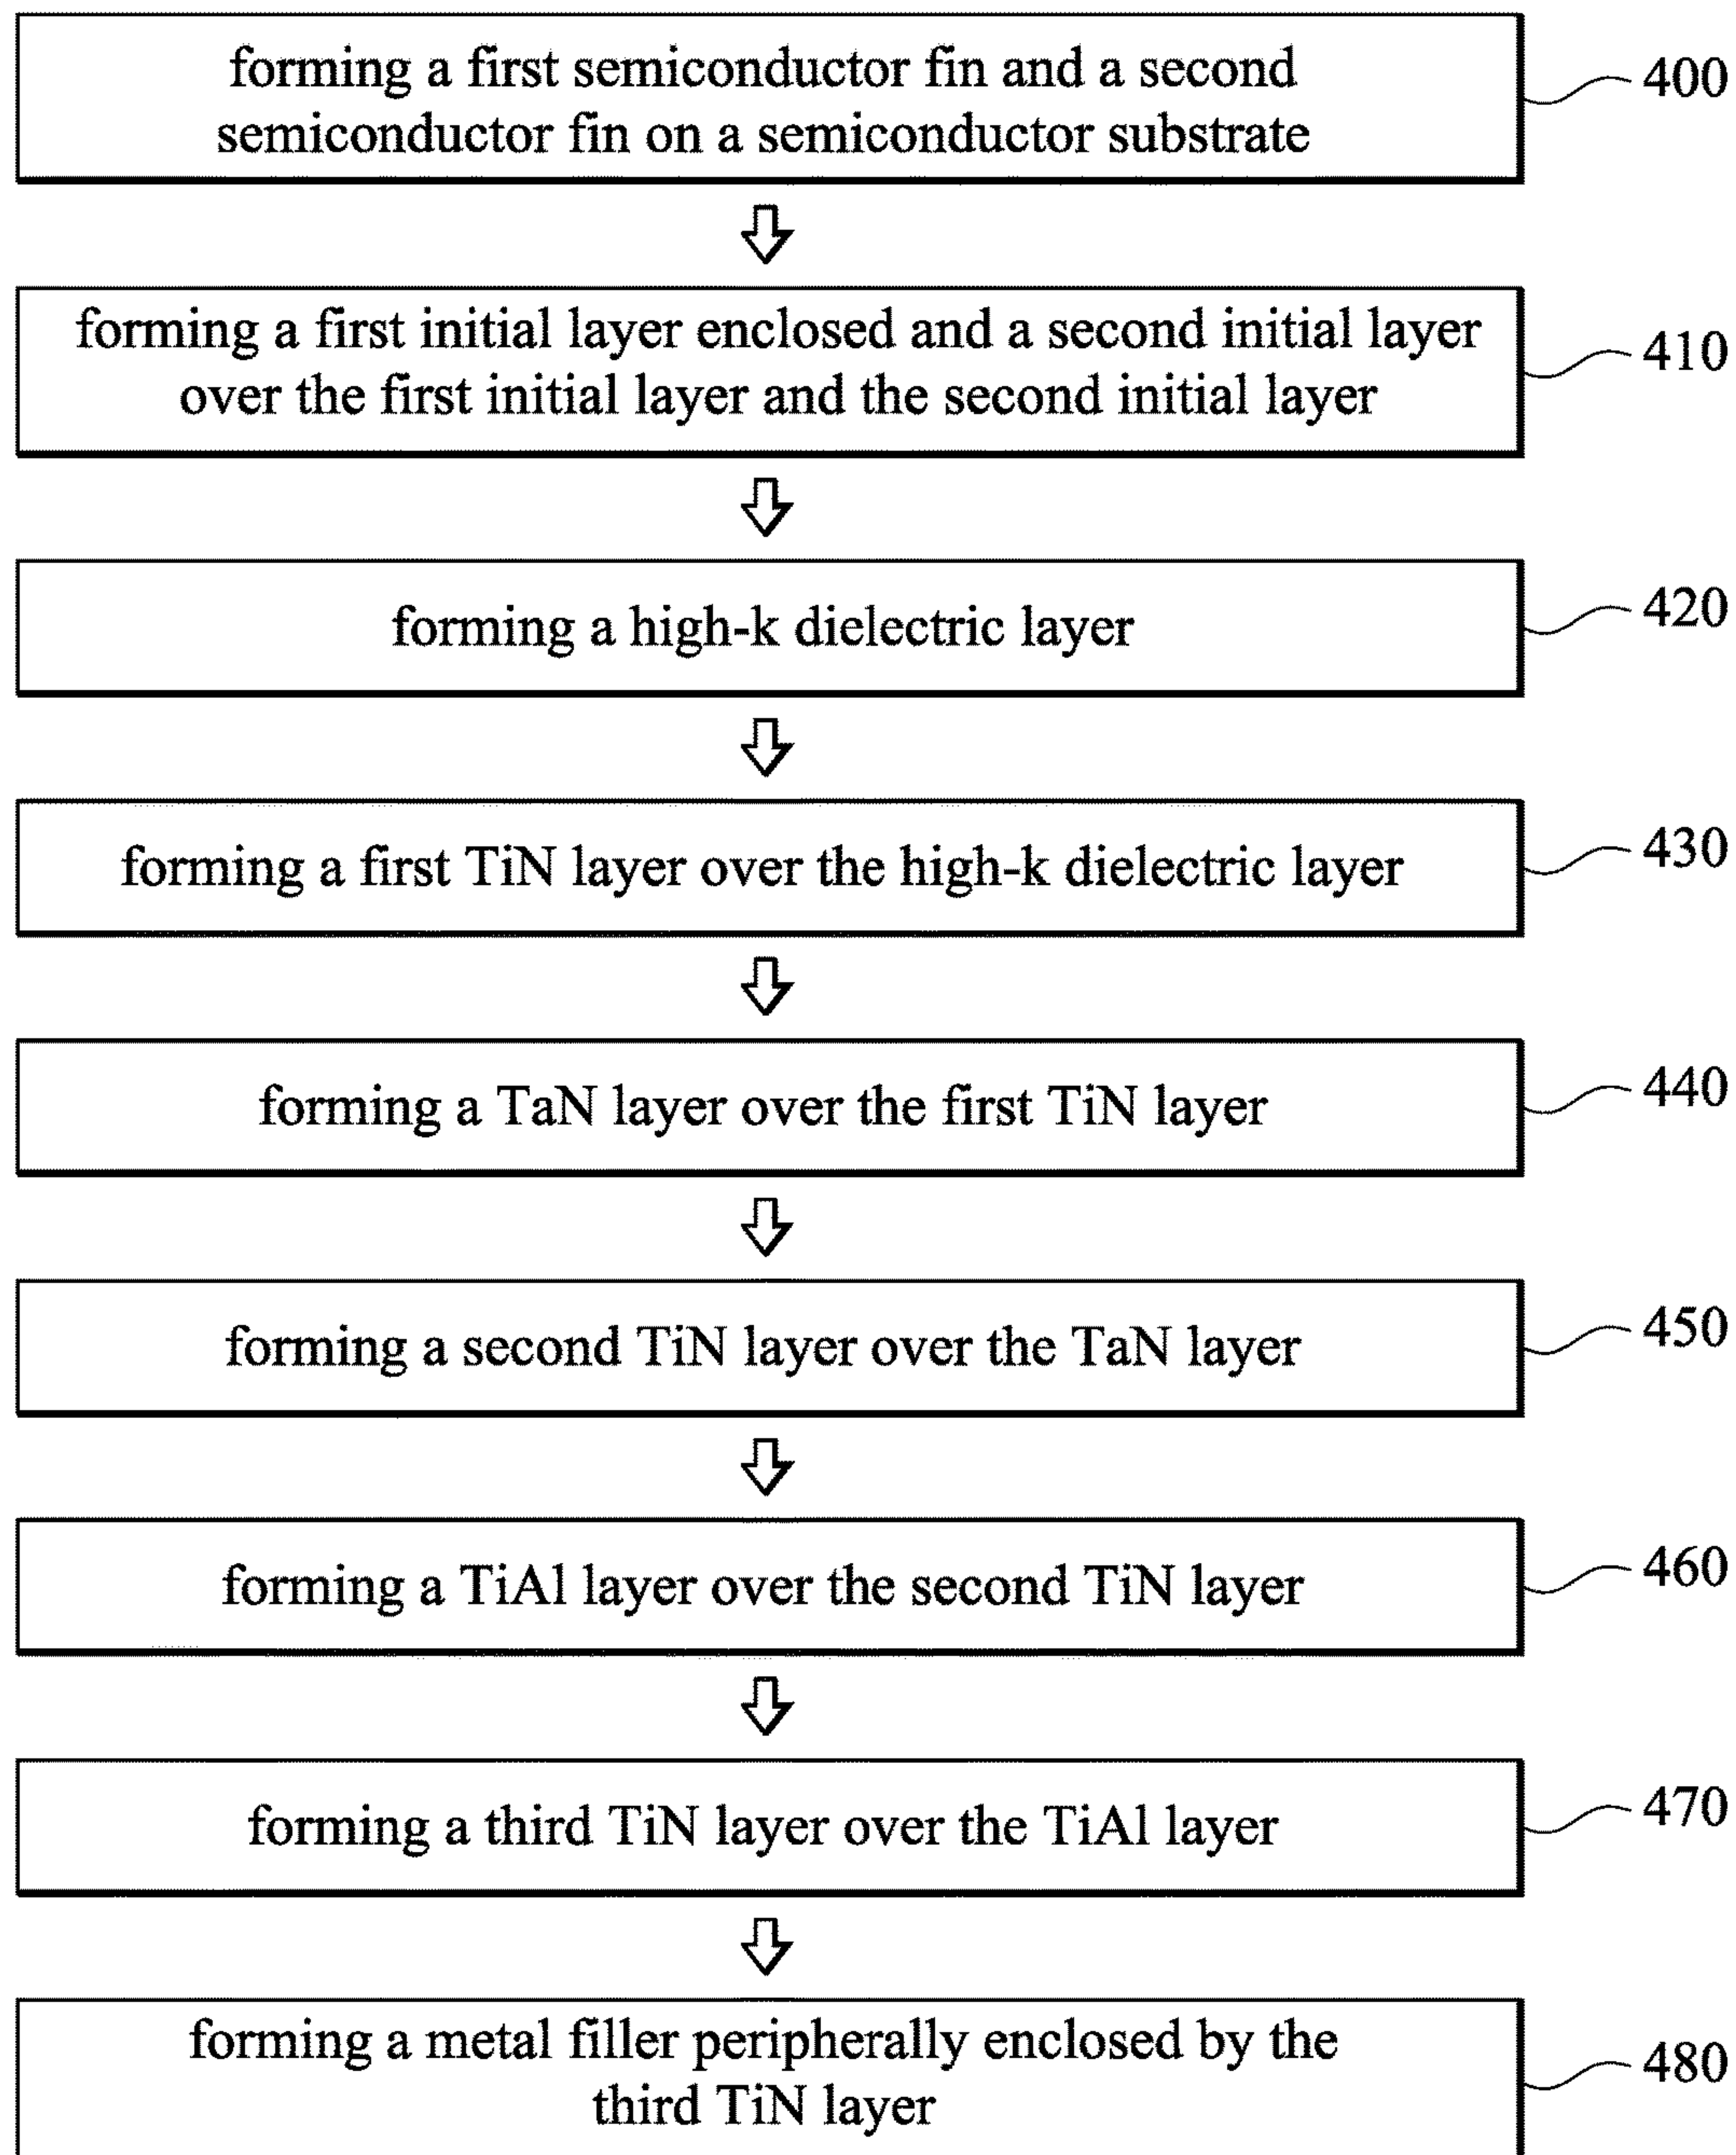 forming a first semiconductor fin and a second
semiconductor fin on a semiconductor substrate
400
forming a first initial layer enclosed and a second initial layer
over the first initial layer and the second initial layer
410
forming a high-k dielectric layer
420
forming a first TiN layer over the high-k dielectric layer
430
forming a TaN layer over the first TiN layer
440
forming a second TiN layer over the TaN layer
450
forming a TiAl layer over the second TiN layer
460
forming a third TiN layer over the TiAl layer
470
forming a metal filler peripherally enclosed by the
third TiN layer
480